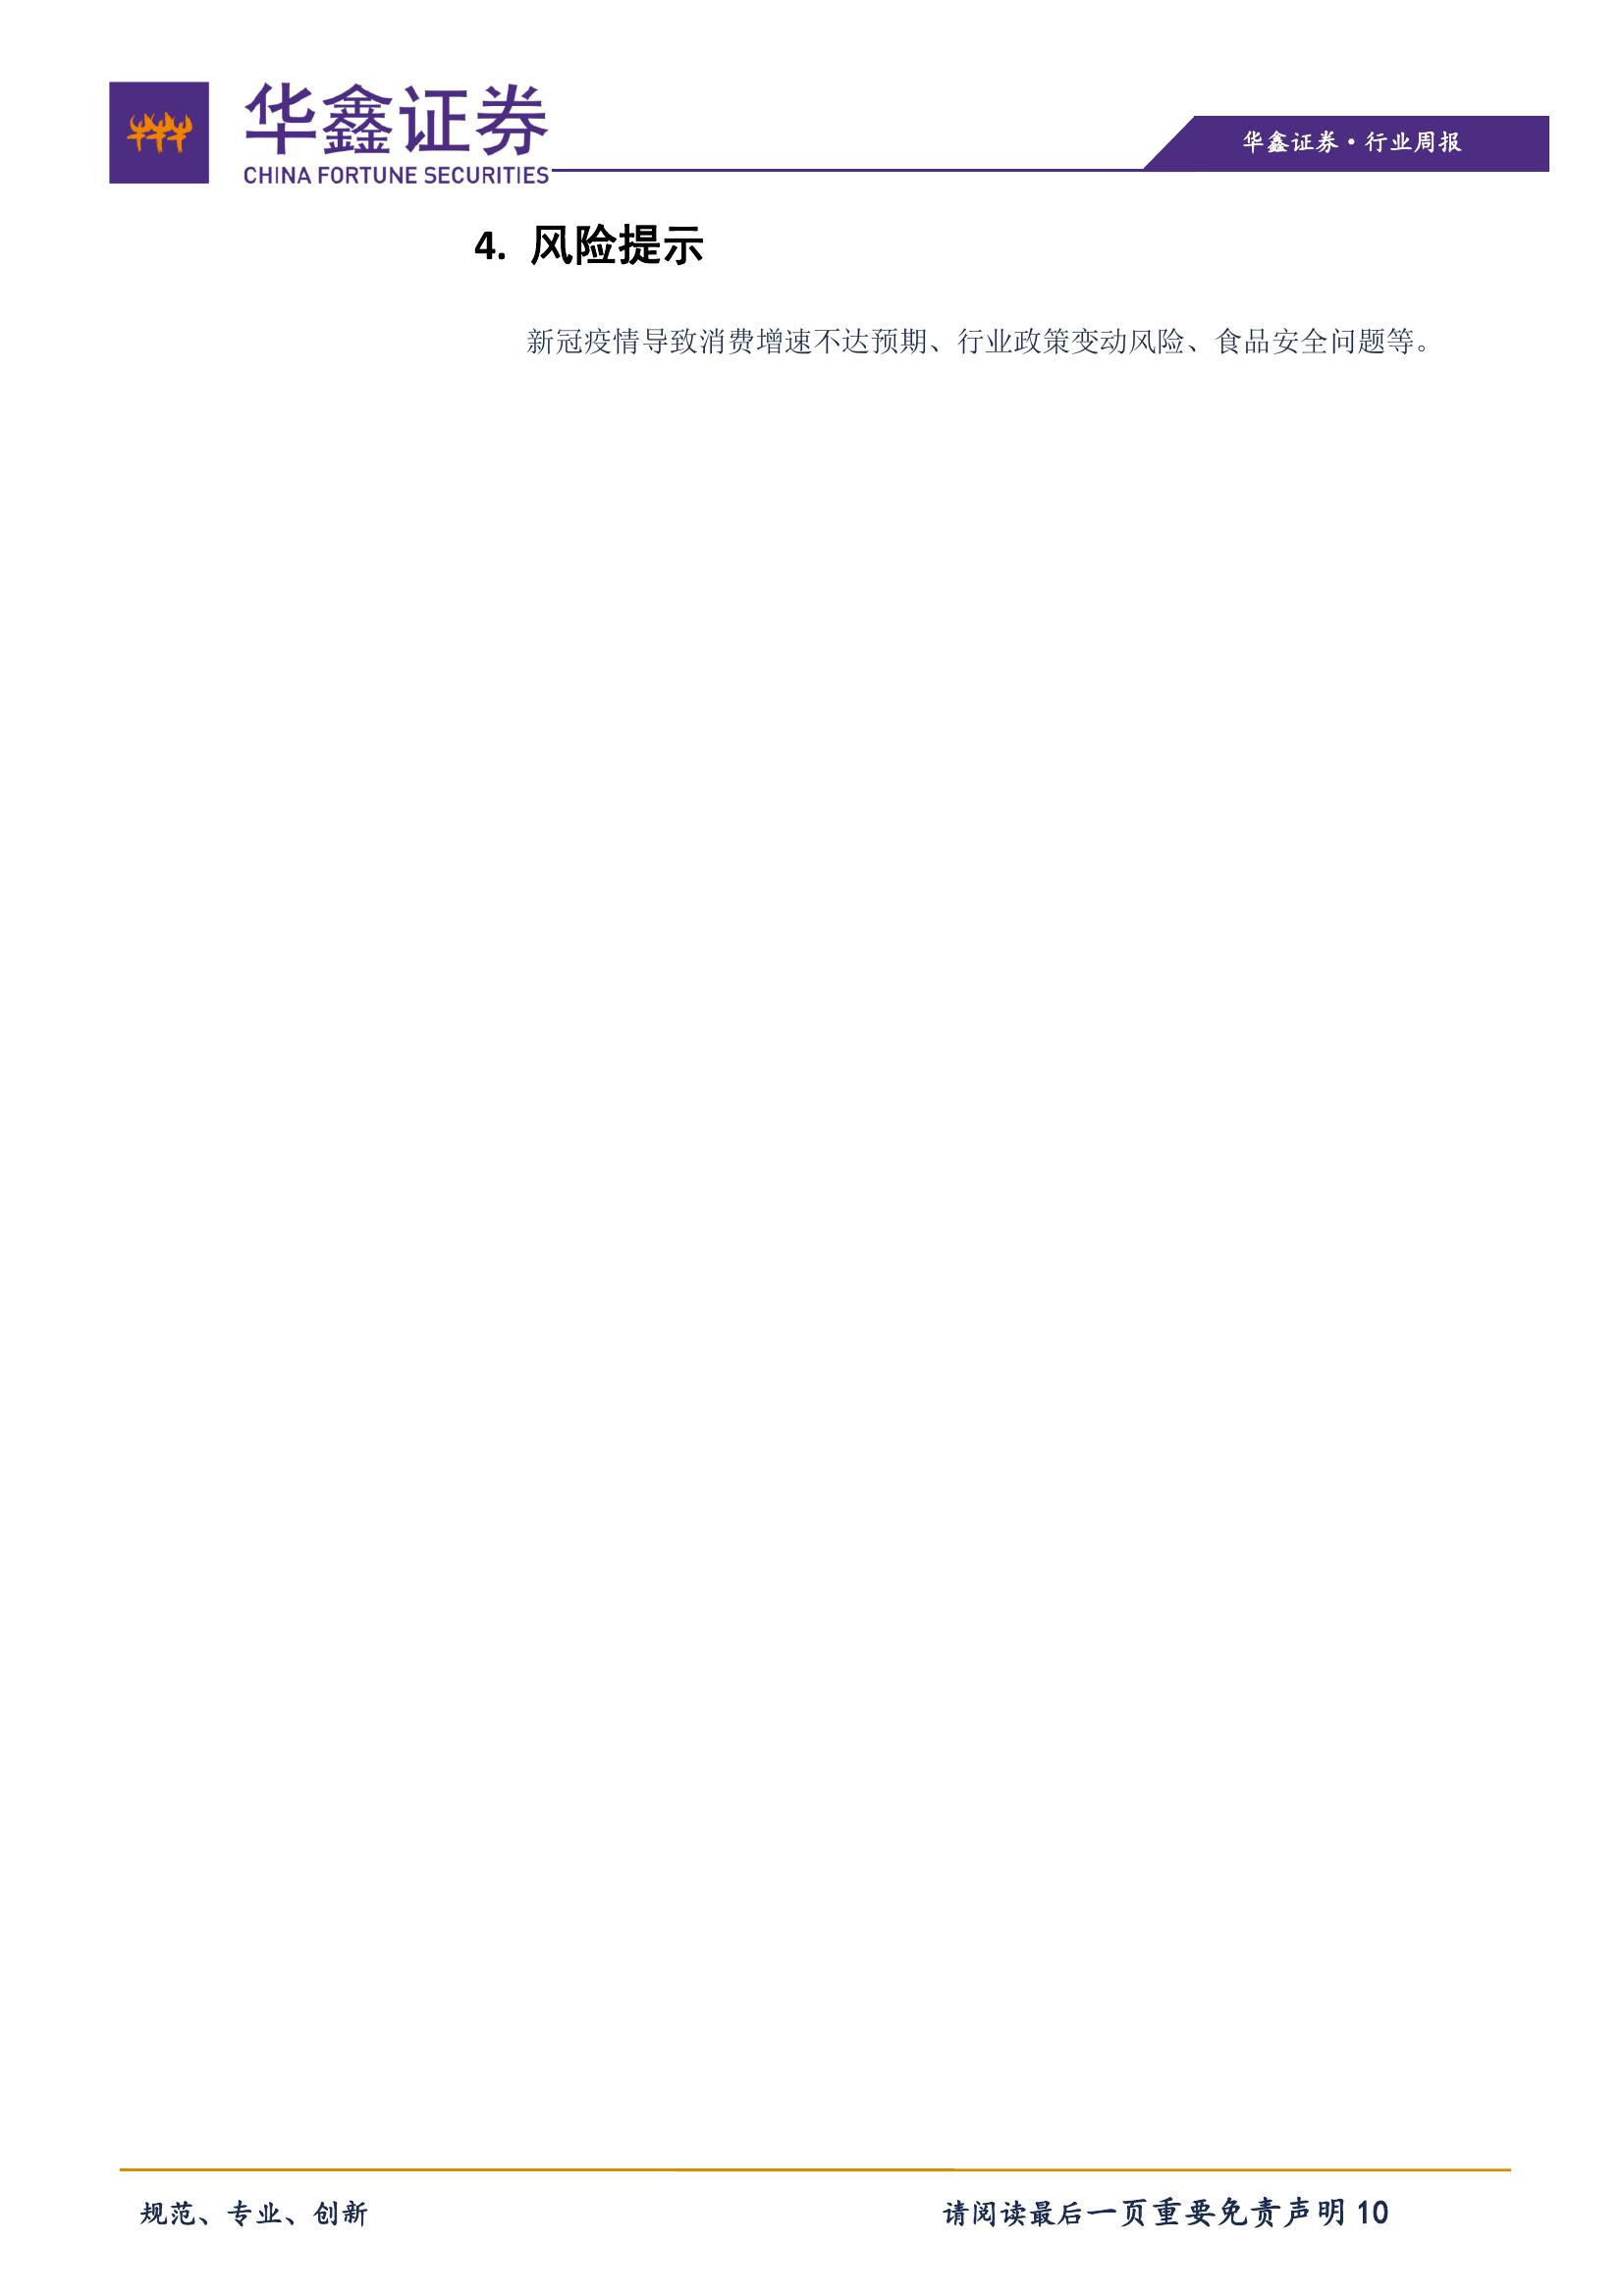 华鑫证券
CHINA FORTUNE SECURITIES
华鑫证券·行业周报
4. 风险提示
新冠疫情导致消费增速不达预期、行业政策变动风险、食品安全问题等。
规范、专业、创新
请阅读最后一页重要免责声明 10